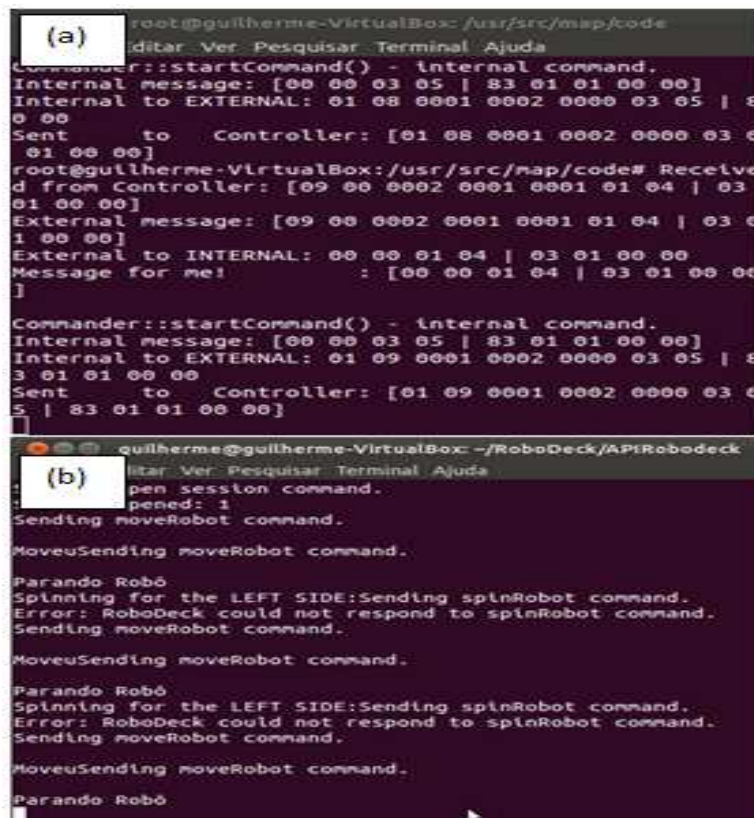 (a)
root@guilherme-VirtualBox: /usr/src/map/code
ditar Ver Pesquisar Terminal Ajuda
Commander::startCommand() - internal command.
Internal message: [00 00 03 05 | 83 01 01 00 00]
Internal to EXTERNAL: 01 08 0001 0002 0000 03 05 | 8
0 00
Sent to Controller: [01 08 0001 0002 0000 03 0
01 00 00]
root@guilherme-VirtualBox:/usr/src/map/code# Receive
d from Controller: [09 00 0002 0001 0001 01 04 | 03
01 00 00]
External message: [09 00 0002 0001 0001 01 04 | 03 0
1 00 00]
External to INTERNAL: 00 00 01 04 | 03 01 00 00
Message for me! : [00 00 01 04 | 03 01 00 00
]
Commander::startCommand() - internal command.
Internal message: [00 00 03 05 | 83 01 01 00 00]
Internal to EXTERNAL: 01 09 0001 0002 0000 03 05 | 8
3 01 01 00 00
Sent to Controller: [01 09 0001 0002 0000 03 0
5 | 83 01 01 00 00]
(b)
guilherme@guilherme-VirtualBox: ~/RoboDeck/APIRobodeck
itar Ver Pesquisar Terminal Ajuda
pen session command.
pened: 1
Sending moveRobot command.
MoveuSending moveRobot command.
Parando Robô
Spinning for the LEFT SIDE:Sending spinRobot command.
Error: RoboDeck could not respond to spinRobot command.
Sending moveRobot command.
MoveuSending moveRobot command.
Parando Robô
Spinning for the LEFT SIDE:Sending spinRobot command.
Error: RoboDeck could not respond to spinRobot command.
Sending moveRobot command.
MoveuSending moveRobot command.
Parando Robô